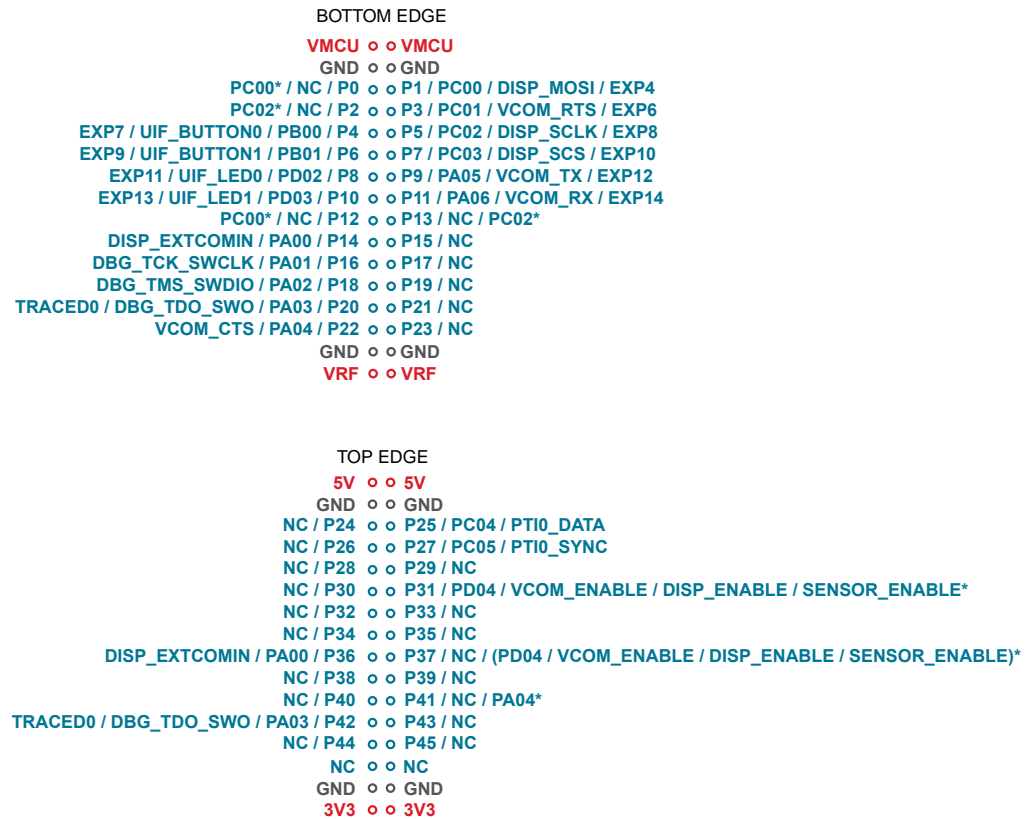 BOTTOM EDGE
VMCU VMCU
GND GND
PC00* / NC / P0 P1 / PC00 / DISP_MOSI / EXP4
PC02* / NC / P2 P3 / PC01 / VCOM_RTS / EXP6
EXP7 / UIF_BUTTON0 / PB00 / P4 P5 / PC02 / DISP_SCLK / EXP8
EXP9 / UIF_BUTTON1 / PB01 / P6 P7 / PC03 / DISP_SCS / EXP10
EXP11 / UIF_LED0 / PD02 / P8 P9 / PA05 / VCOM_TX / EXP12
EXP13 / UIF_LED1 / PD03 / P10 P11 / PA06 / VCOM_RX / EXP14
PC00* / NC / P12 P13 / NC / PC02*
DISP_EXTCOMIN / PA00 / P14 P15 / NC
DBG_TCK_SWCLK / PA01 / P16 P17 / NC
DBG_TMS_SWDIO / PA02 / P18 P19 / NC
TRACED0 / DBG_TDO_SWO / PA03 / P20 P21 / NC
VCOM_CTS / PA04 / P22 P23 / NC
GND GND
VRF VRF
TOP EDGE
5V 5V
GND GND
NC / P24 P25 / PC04 / PTI0_DATA
NC / P26 P27 / PC05 / PTI0_SYNC
NC / P28 P29 / NC
NC / P30 P31 / PD04 / VCOM_ENABLE / DISP_ENABLE / SENSOR_ENABLE*
NC / P32 P33 / NC
NC / P34 P35 / NC
DISP_EXTCOMIN / PA00 / P36 P37 / NC / (PD04 / VCOM_ENABLE / DISP_ENABLE / SENSOR_ENABLE)*
NC / P38 P39 / NC
NC / P40 P41 / NC / PA04*
TRACED0 / DBG_TDO_SWO / PA03 / P42 P43 / NC
NC / P44 P45 / NC
NC NC
GND GND
3V3 3V3